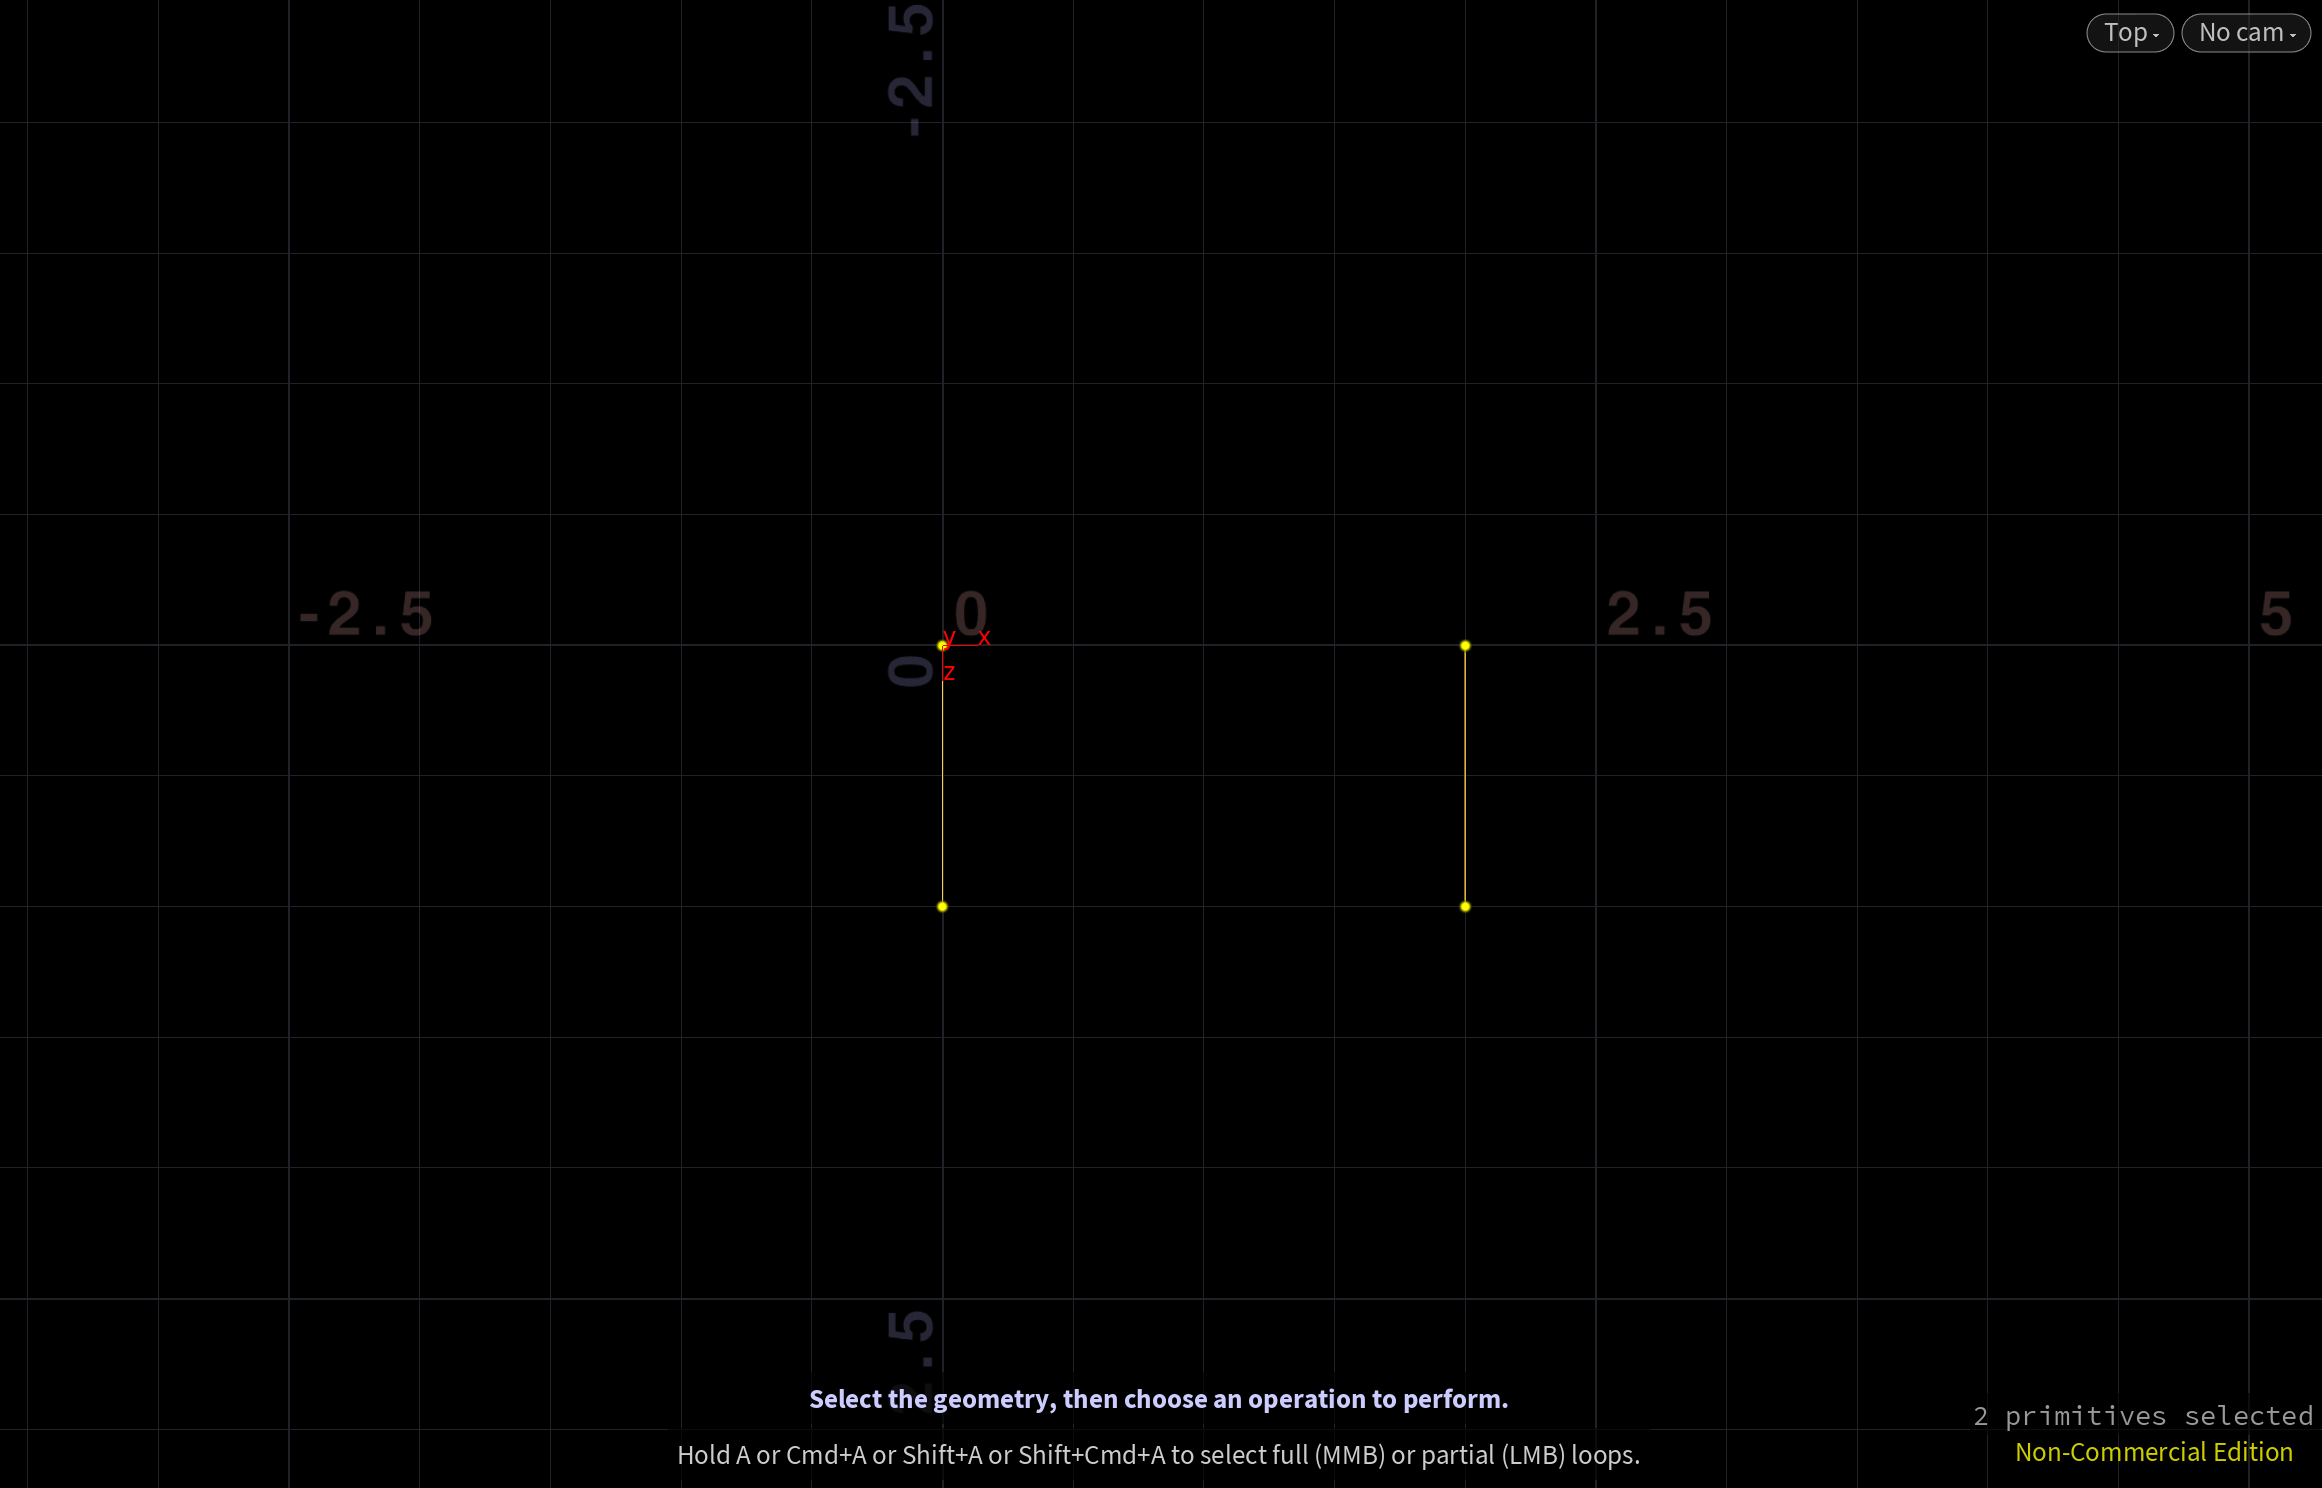 -2.5
Top
No cam
-2.5
0
2.5
5
y
x
0
z
Select the geometry, then choose an operation to perform.
2 primitives selected
Hold A or Cmd+A or Shift+A or Shift+Cmd+A to select full (MMB) or partial (LMB) loops.
Non-Commercial Edition